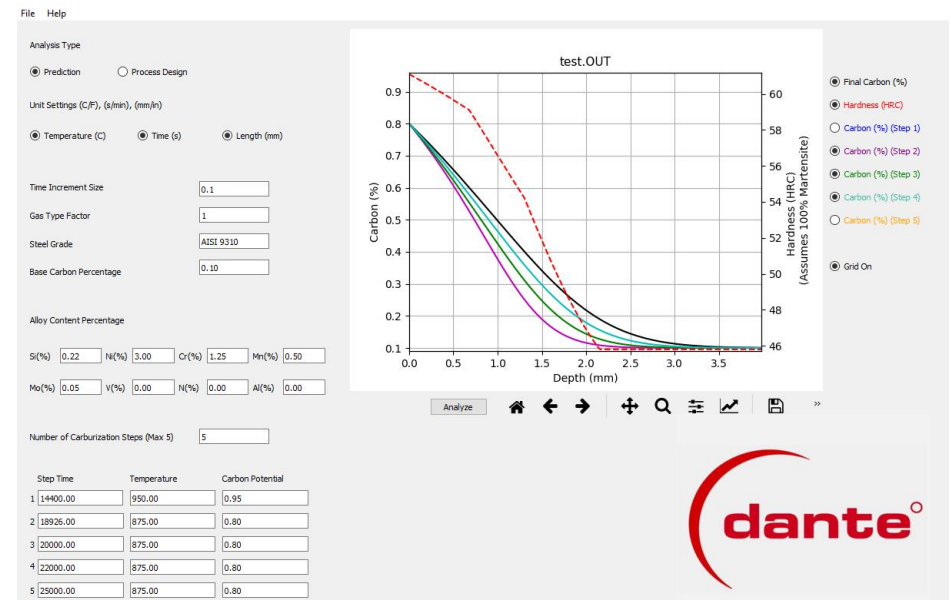 File Help
Analysis Type
Prediction Process Design
Unit Settings (C/F), (s/min), (mm/in)
Temperature (C) Time (s) Length (mm)
Time Increment Size 0.1
Gas Type Factor 1
Steel Grade AISI 9310
Base Carbon Percentage 0.10
Alloy Content Percentage
Si(%) 0.22 Ni(%) 3.00 Cr(%) 1.25 Mn(%) 0.50
Mo(%) 0.05 V(%) 0.00 N(%) 0.00 Al(%) 0.00
Number of Carburization Steps (Max 5) 5
Step Time Temperature Carbon Potential
1 14400.00 950.00 0.95
2 18926.00 875.00 0.80
3 20000.00 875.00 0.80
4 22000.00 875.00 0.80
5 25000.00 875.00 0.80
test.OUT
Carbon (%)
0.9
0.8
0.7
0.6
0.5
0.4
0.3
0.2
0.1
0.0 0.5 1.0 1.5 2.0 2.5 3.0 3.5
Depth (mm)
60
58
56
54
52
50
48
46
Hardness (HRC)
(Assumes 100% Martensite)
Final Carbon (%)
Hardness (HRC)
Carbon (%) (Step 1)
Carbon (%) (Step 2)
Carbon (%) (Step 3)
Carbon (%) (Step 4)
Carbon (%) (Step 5)
Grid On
Analyze
»
dante